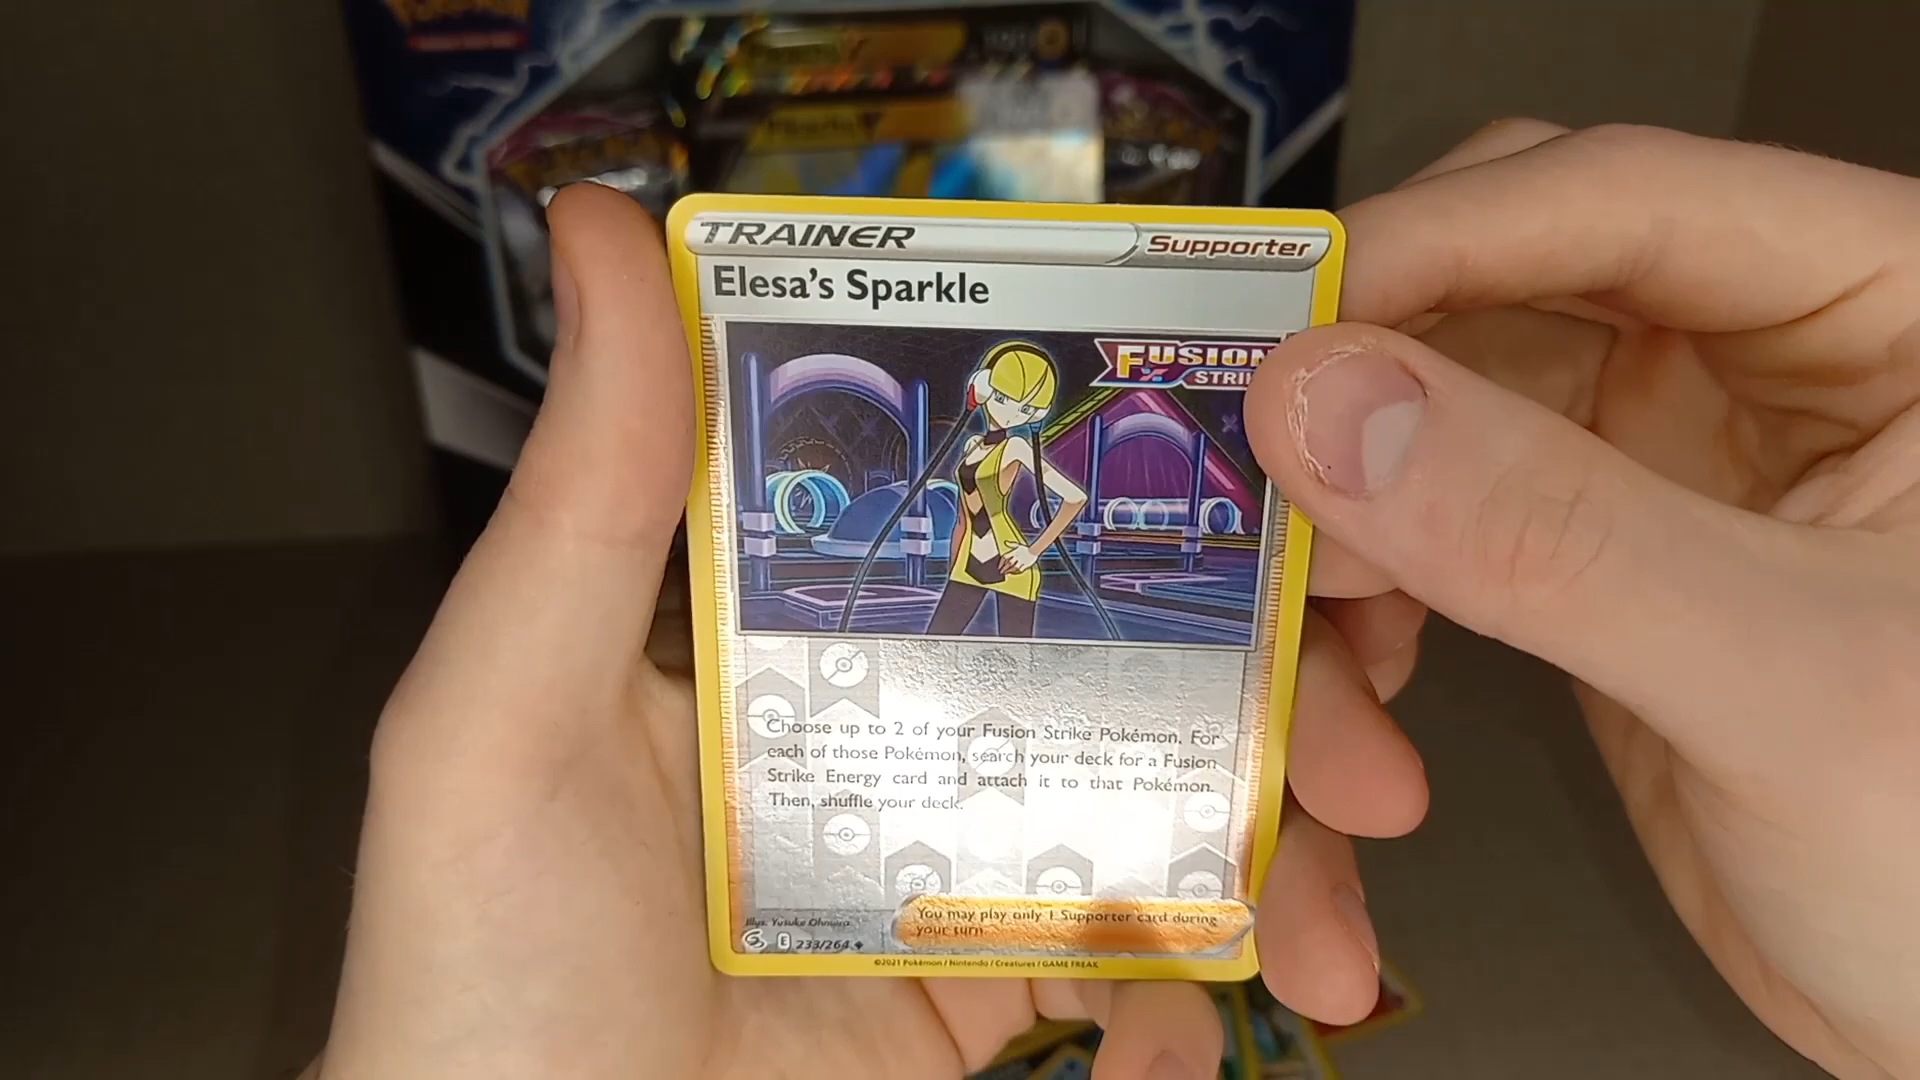 TRAINER
Supporter
Elesa's Sparkle
FUSION
STRI
Choose up to 2 of your Fusion Strike Pokémon. For
each of those Pokémon, search your deck for a Fusion
Strike Energy card and attach it to that Pokémon.
Then, shuffle your deck.
You may play only 1 Supporter card during
your turn.
Illus. Yusuke Ohmura
E 233/264
©2021 Pokémon / Nintendo / Creatures / GAME FREAK